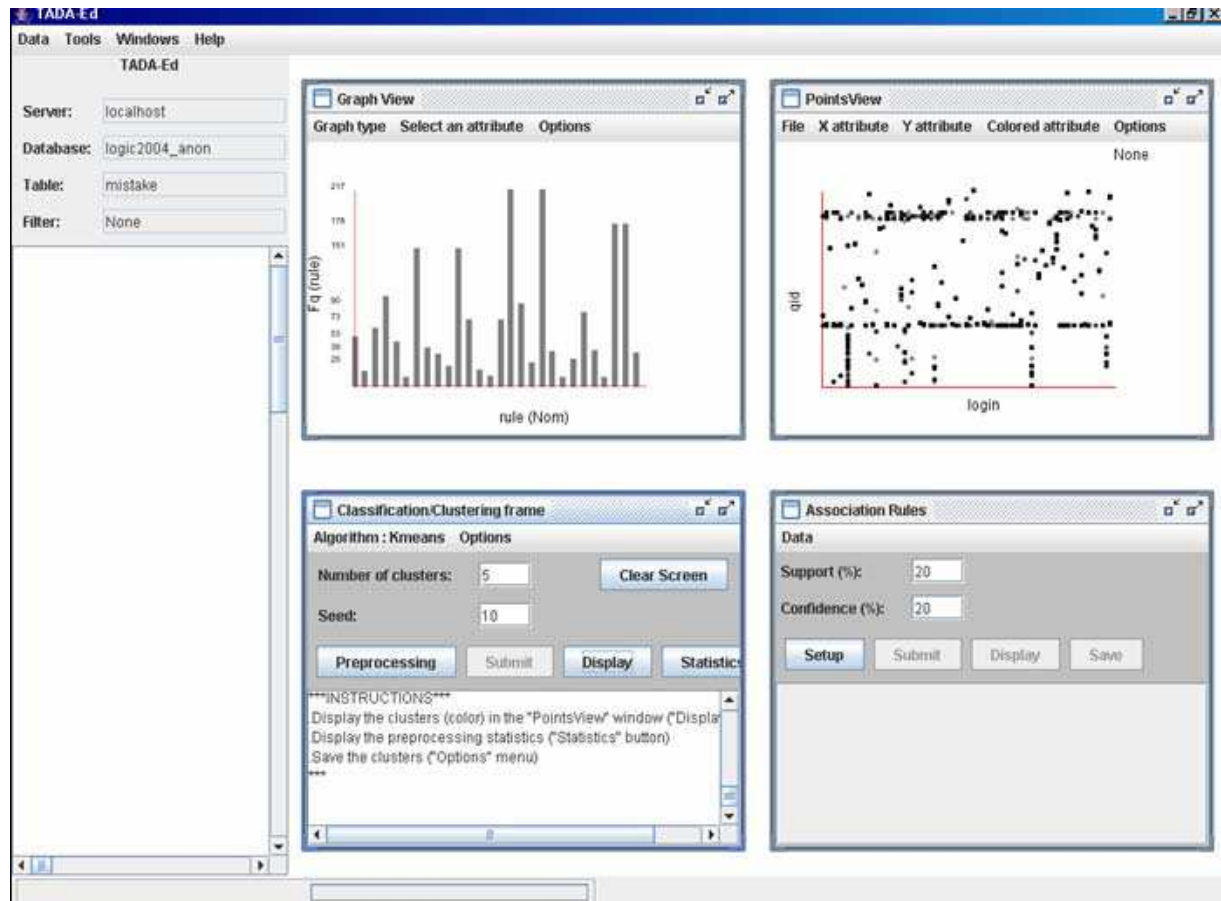 TADA-Ed
Data Tools Windows Help
TADA-Ed
Server: localhost
Database: logic2004_anon
Table: mistake
Filter: None
Graph View
Graph type Select an attribute Options
217
178
151
Fq (rule)
73
rule (Nom)
PointsView
File X attribute Y attribute Colored attribute Options
None
qid
login
Classification/Clustering frame
Algorithm : Kmeans Options
Number of clusters: 5
Clear Screen
Seed: 10
Preprocessing Submit Display Statistics
***INSTRUCTIONS***
.Display the clusters (color) in the "PointsView" window ("Displa
.Display the preprocessing statistics ("Statistics" button)
.Save the clusters ("Options" menu)
***
Association Rules
Data
Support (%): 20
Confidence (%): 20
Setup Submit Display Save